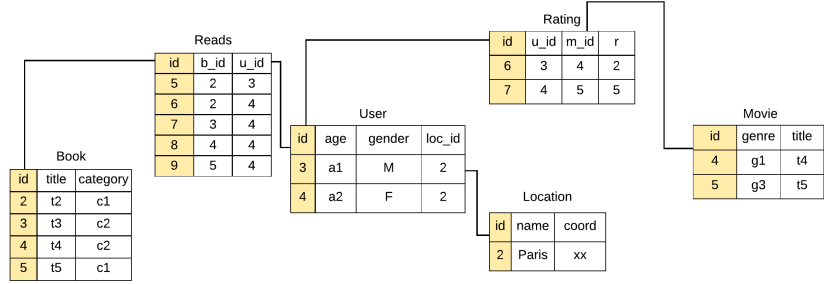 Reads
id b_id u_id
5 2 3
6 2 4
7 3 4
8 4 4
9 5 4
Rating
id u_id m_id r
6 3 4 2
7 4 5 5
User
id age gender loc_id
3 a1 M 2
4 a2 F 2
Movie
id genre title
4 g1 t4
5 g3 t5
Book
id title category
2 t2 c1
3 t3 c2
4 t4 c2
5 t5 c1
Location
id name coord
2 Paris xx